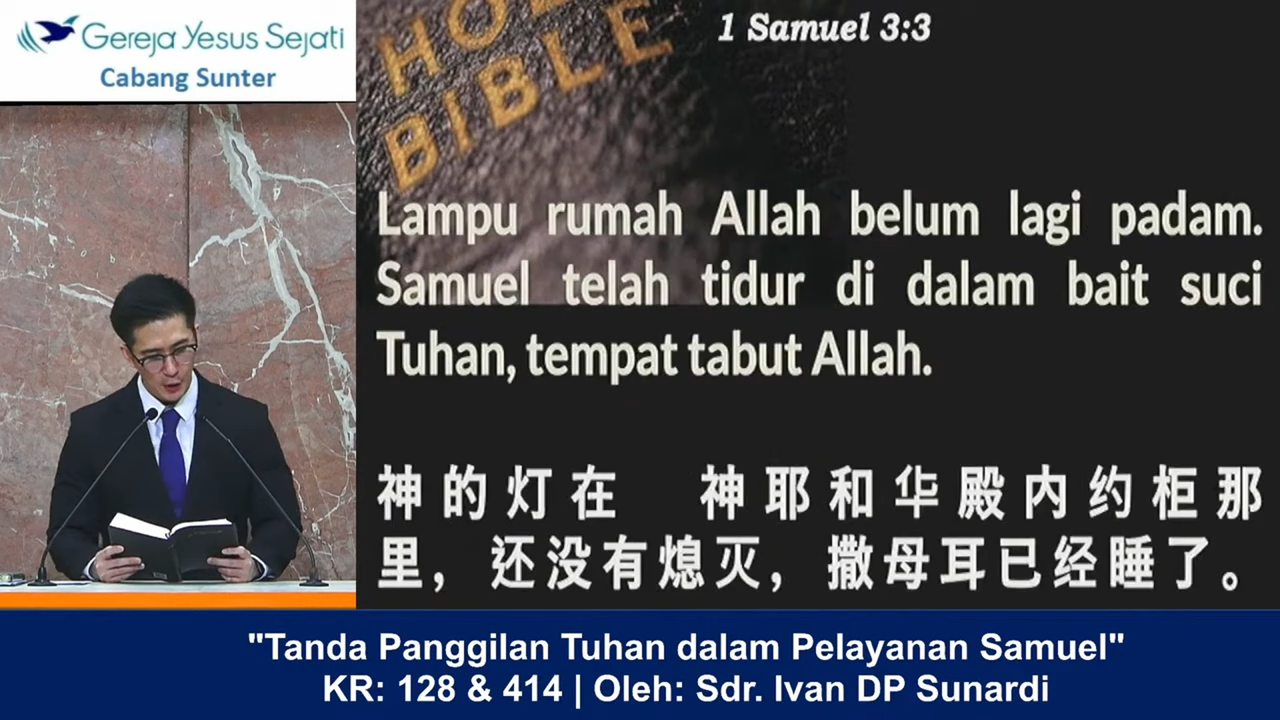 Gereja Yesus Sejati
Cabang Sunter
HOLY
BIBLE
1 Samuel 3:3
Lampu rumah Allah belum lagi padam.
Samuel telah tidur di dalam bait suci
Tuhan, tempat tabut Allah.
神的灯在 神耶和华殿内约柜那
里，还没有熄灭，撒母耳已经睡了。
"Tanda Panggilan Tuhan dalam Pelayanan Samuel"
KR: 128 & 414 | Oleh: Sdr. Ivan DP Sunardi